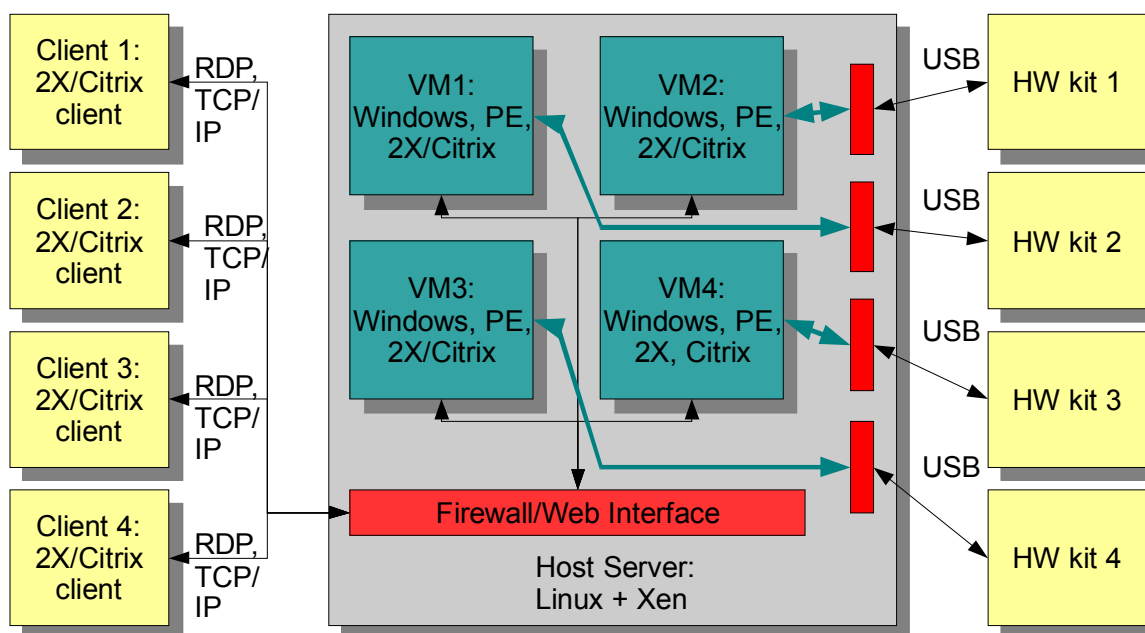 Client 1:
2X/Citrix
client
RDP,
TCP/
IP
Client 2:
2X/Citrix
client
RDP,
TCP/
IP
Client 3:
2X/Citrix
client
RDP,
TCP/
IP
Client 4:
2X/Citrix
client
RDP,
TCP/
IP
VM1:
Windows, PE,
2X/Citrix
VM2:
Windows, PE,
2X/Citrix
VM3:
Windows, PE,
2X/Citrix
VM4:
Windows, PE,
2X, Citrix
Firewall/Web Interface
Host Server:
Linux + Xen
USB
HW kit 1
USB
HW kit 2
USB
HW kit 3
USB
HW kit 4